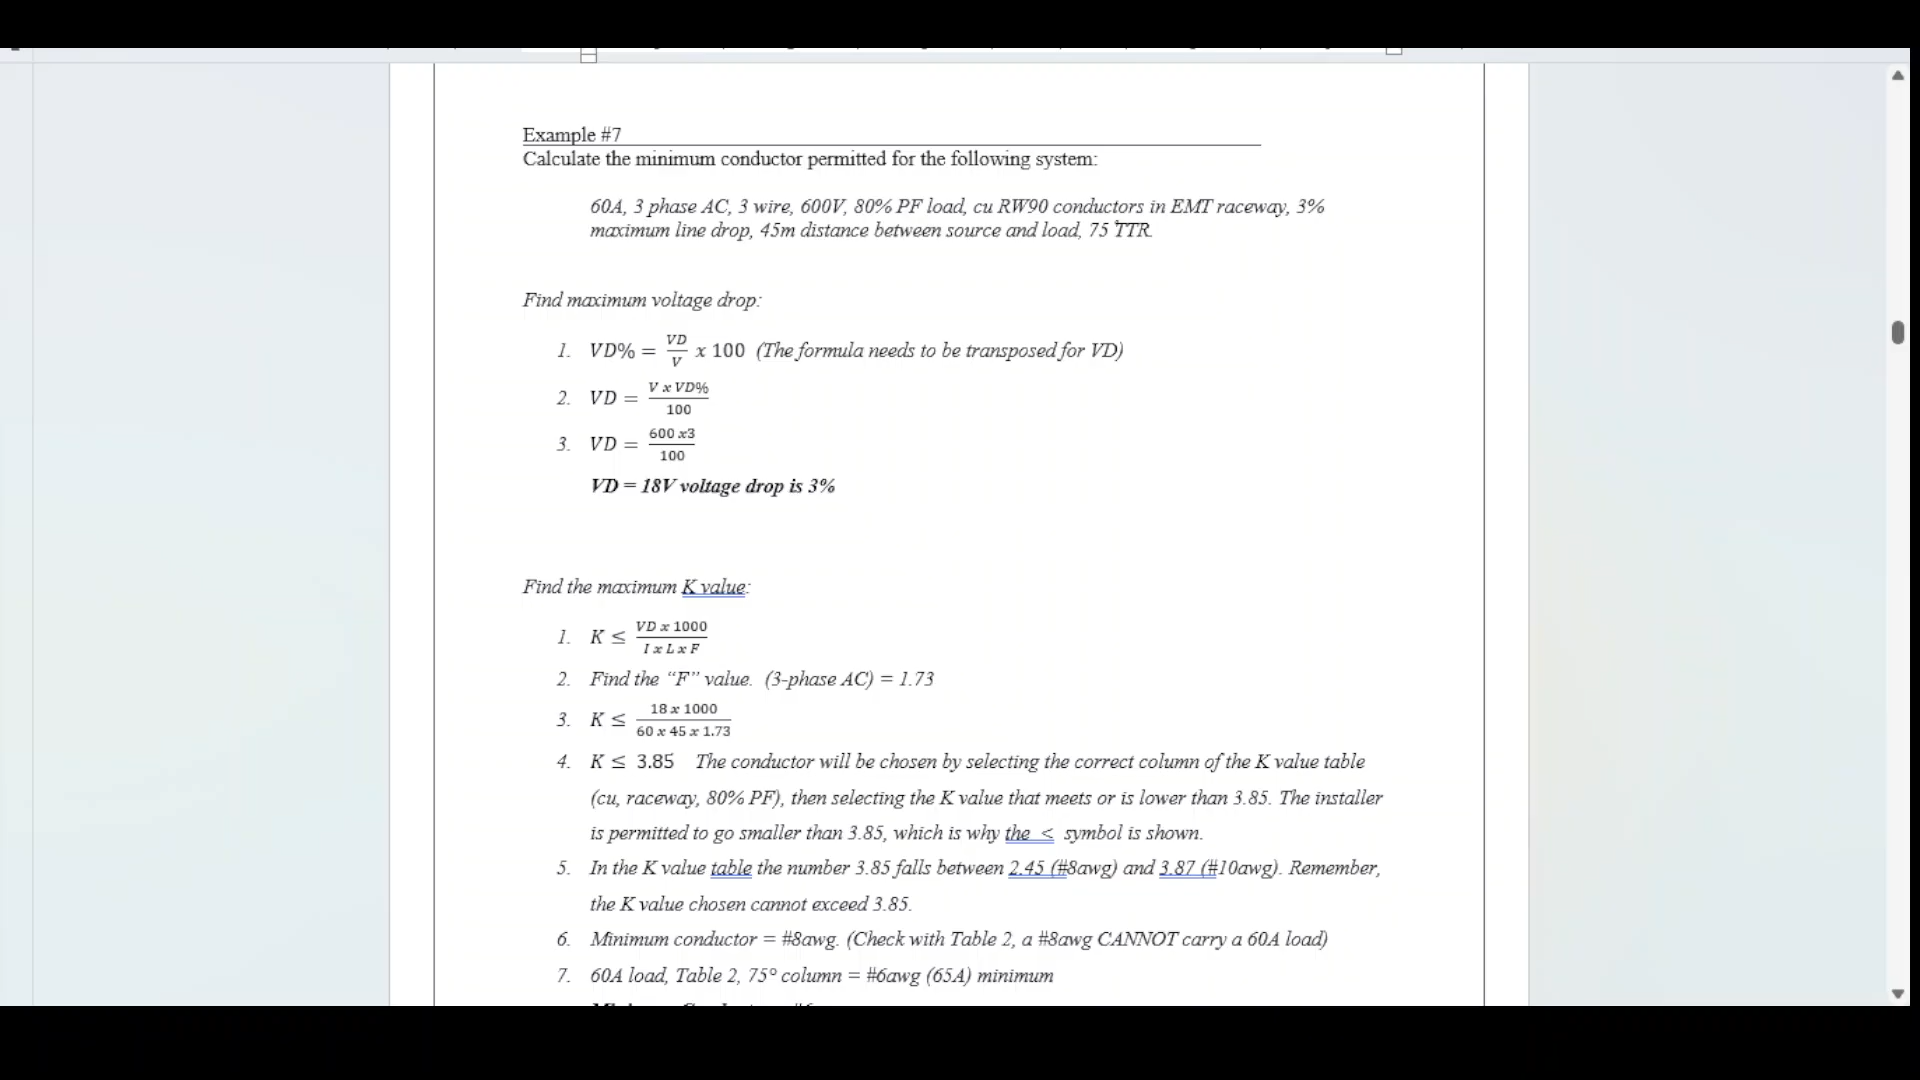 Example #7
Calculate the minimum conductor permitted for the following system:
60A, 3 phase AC, 3 wire, 600V, 80% PF load, cu RW90 conductors in EMT raceway, 3%
maximum line drop, 45m distance between source and load, 75 ̊TTR.
Find maximum voltage drop:
1. VD% = VD/V x 100 (The formula needs to be transposed for VD)
2. VD = V x VD%/100
3. VD = 600 x3/100
VD = 18V voltage drop is 3%
Find the maximum K value:
1. K ≤ VD x 1000/I x L x F
2. Find the “F” value. (3-phase AC) = 1.73
3. K ≤ 18 x 1000/60 x 45 x 1.73
4. K ≤ 3.85 The conductor will be chosen by selecting the correct column of the K value table
(cu, raceway, 80% PF), then selecting the K value that meets or is lower than 3.85. The installer
is permitted to go smaller than 3.85, which is why the ≤ symbol is shown.
5. In the K value table the number 3.85 falls between 2.45 (#8awg) and 3.87 (#10awg). Remember,
the K value chosen cannot exceed 3.85.
6. Minimum conductor = #8awg. (Check with Table 2, a #8awg CANNOT carry a 60A load)
7. 60A load, Table 2, 75° column = #6awg (65A) minimum